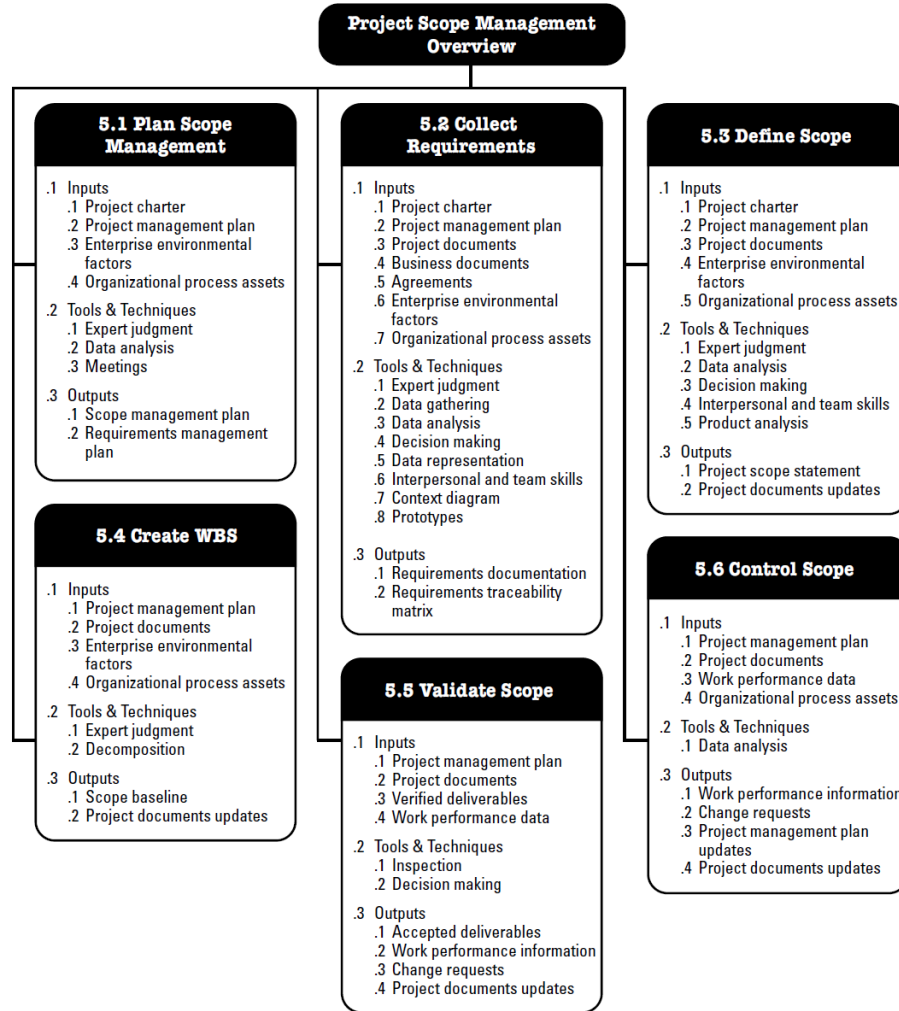 Project Scope Management
Overview
5.1 Plan Scope
Management
.1 Inputs
.1 Project charter
.2 Project management plan
.3 Enterprise environmental
factors
.4 Organizational process assets
.2 Tools & Techniques
.1 Expert judgment
.2 Data analysis
.3 Meetings
.3 Outputs
.1 Scope management plan
.2 Requirements management
plan
5.2 Collect
Requirements
.1 Inputs
.1 Project charter
.2 Project management plan
.3 Project documents
.4 Business documents
.5 Agreements
.6 Enterprise environmental
factors
.7 Organizational process assets
.2 Tools & Techniques
.1 Expert judgment
.2 Data gathering
.3 Data analysis
.4 Decision making
.5 Data representation
.6 Interpersonal and team skills
.7 Context diagram
.8 Prototypes
.3 Outputs
.1 Requirements documentation
.2 Requirements traceability
matrix
5.3 Define Scope
.1 Inputs
.1 Project charter
.2 Project management plan
.3 Project documents
.4 Enterprise environmental
factors
.5 Organizational process assets
.2 Tools & Techniques
.1 Expert judgment
.2 Data analysis
.3 Decision making
.4 Interpersonal and team skills
.5 Product analysis
.3 Outputs
.1 Project scope statement
.2 Project documents updates
5.4 Create WBS
.1 Inputs
.1 Project management plan
.2 Project documents
.3 Enterprise environmental
factors
.4 Organizational process assets
.2 Tools & Techniques
.1 Expert judgment
.2 Decomposition
.3 Outputs
.1 Scope baseline
.2 Project documents updates
5.5 Validate Scope
.1 Inputs
.1 Project management plan
.2 Project documents
.3 Verified deliverables
.4 Work performance data
.2 Tools & Techniques
.1 Inspection
.2 Decision making
.3 Outputs
.1 Accepted deliverables
.2 Work performance information
.3 Change requests
.4 Project documents updates
5.6 Control Scope
.1 Inputs
.1 Project management plan
.2 Project documents
.3 Work performance data
.4 Organizational process assets
.2 Tools & Techniques
.1 Data analysis
.3 Outputs
.1 Work performance information
.2 Change requests
.3 Project management plan
updates
.4 Project documents updates